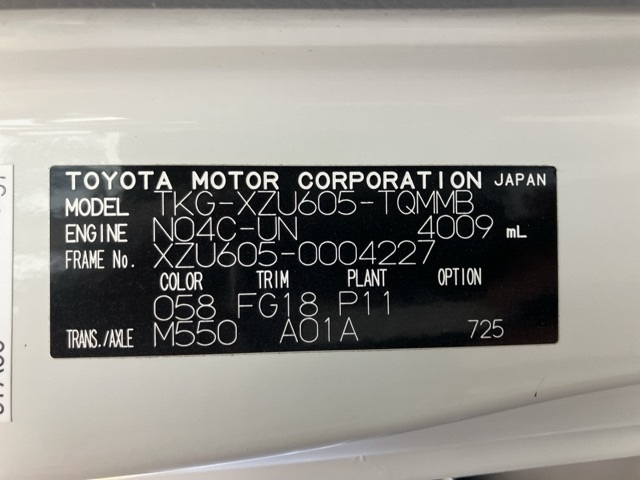 TOYOTA MOTOR CORPORATION JAPAN
MODEL TKG-XZU605-TQMMB
ENGINE N04C-UN 4009 mL
FRAME No. XZU605-0004227
COLOR TRIM PLANT OPTION
058 FG18 P11
TRANS./AXLE M550 A01A 725